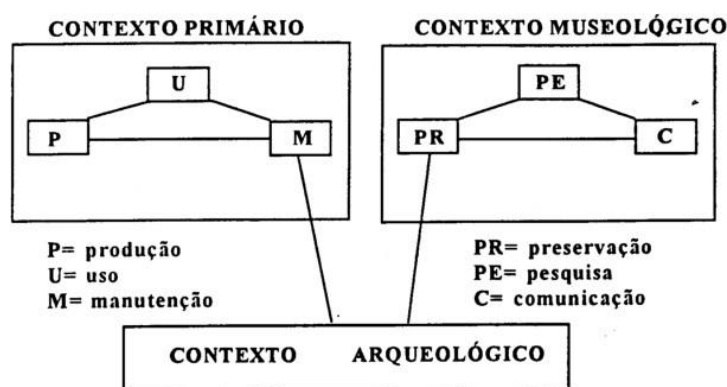 CONTEXTO PRIMÁRIO
CONTEXTO MUSEOLÓGICO
U
P
M
PE
PR
C
P= produção
U= uso
M= manutenção
PR= preservação
PE= pesquisa
C= comunicação
CONTEXTO ARQUEOLÓGICO